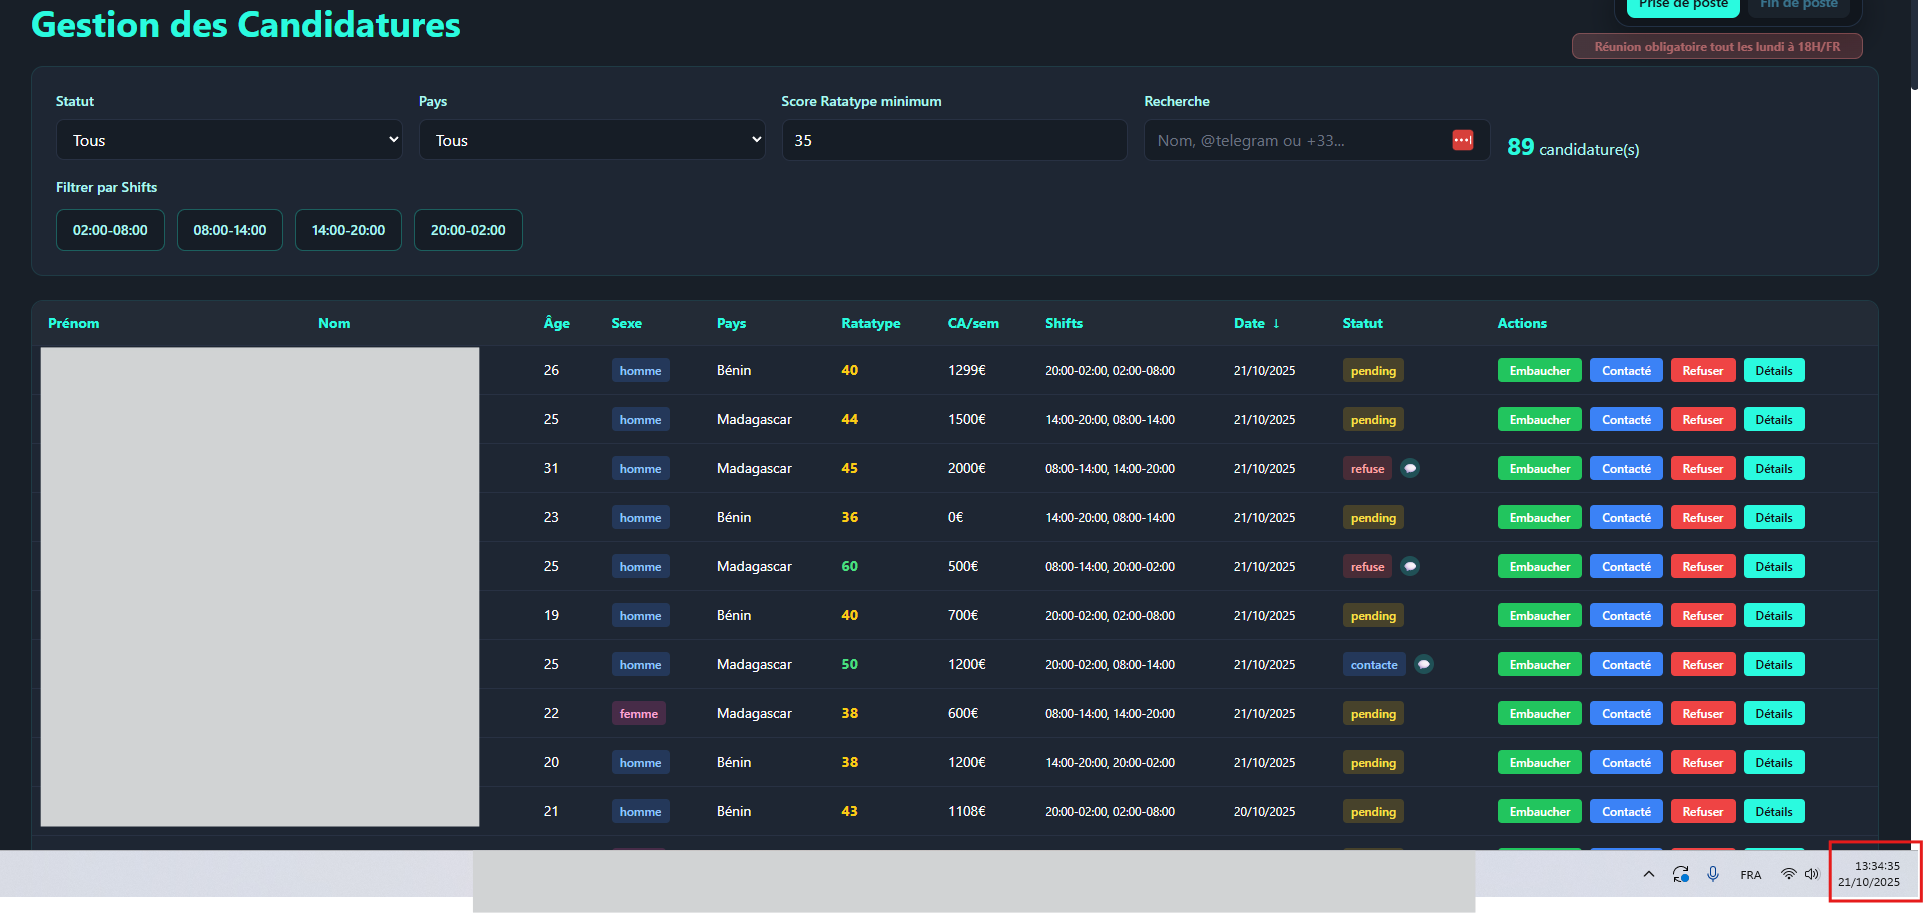 Gestion des Candidatures
Prise de poste Fin de poste
Réunion obligatoire tout les lundi à 18H/FR
Statut Pays Score Ratatype minimum Recherche
Tous Tous 35 Nom, @telegram ou +33... 89 candidature(s)
Filtrer par Shifts
02:00-08:00 08:00-14:00 14:00-20:00 20:00-02:00
Prénom Nom Âge Sexe Pays Ratatype CA/sem Shifts Date ↓ Statut Actions
26 homme Bénin 40 1299€ 20:00-02:00, 02:00-08:00 21/10/2025 pending Embaucher Contacté Refuser Détails
25 homme Madagascar 44 1500€ 14:00-20:00, 08:00-14:00 21/10/2025 pending Embaucher Contacté Refuser Détails
31 homme Madagascar 45 2000€ 08:00-14:00, 14:00-20:00 21/10/2025 refuse Embaucher Contacté Refuser Détails
23 homme Bénin 36 0€ 14:00-20:00, 08:00-14:00 21/10/2025 pending Embaucher Contacté Refuser Détails
25 homme Madagascar 60 500€ 08:00-14:00, 20:00-02:00 21/10/2025 refuse Embaucher Contacté Refuser Détails
19 homme Bénin 40 700€ 20:00-02:00, 02:00-08:00 21/10/2025 pending Embaucher Contacté Refuser Détails
25 homme Madagascar 50 1200€ 20:00-02:00, 08:00-14:00 21/10/2025 contacte Embaucher Contacté Refuser Détails
22 femme Madagascar 38 600€ 08:00-14:00, 14:00-20:00 21/10/2025 pending Embaucher Contacté Refuser Détails
20 homme Bénin 38 1200€ 14:00-20:00, 20:00-02:00 21/10/2025 pending Embaucher Contacté Refuser Détails
21 homme Bénin 43 1108€ 20:00-02:00, 02:00-08:00 20/10/2025 pending Embaucher Contacté Refuser Détails
FRA
13:34:35
21/10/2025